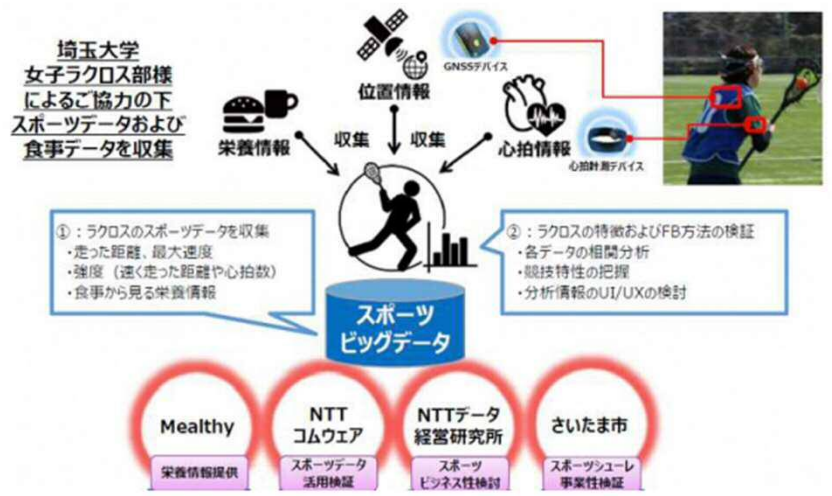 埼玉大学
女子ラクロス部様
によるご協力の下
スポーツデータおよび
食事データを収集
GNSSデバイス
位置情報
栄養情報
収集
収集
心拍情報
心拍計測デバイス
①：ラクロスのスポーツデータを収集
・走った距離、最大速度
・強度（速く走った距離や心拍数）
・食事から見る栄養情報
②：ラクロスの特徴およびFB方法の検証
・各データの相関分析
・競技特性の把握
・分析情報のUI/UXの検討
スポーツ
ビッグデータ
Mealthy
栄養情報提供
NTT
コムウェア
スポーツデータ
活用検証
NTTデータ
経営研究所
スポーツ
ビジネス性検討
さいたま市
スポーツシューレ
事業性検証